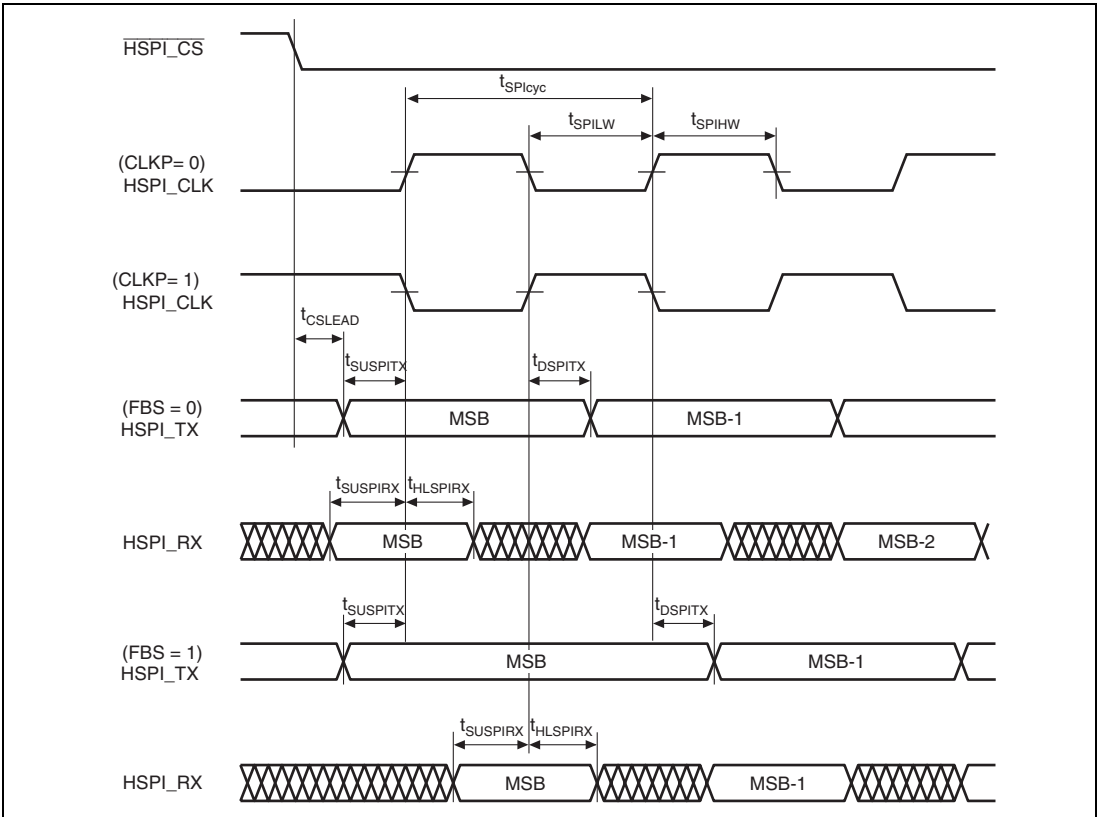 HSPI_CS
tSPIcyc
tSPILW
tSPIHW
(CLKP= 0)
HSPI_CLK
(CLKP= 1)
HSPI_CLK
tCSLEAD
tSUSPITX
tDSPITX
(FBS = 0)
HSPI_TX
MSB
MSB-1
tSUSPIRX
tHLSPIRX
HSPI_RX
MSB
MSB-1
MSB-2
tSUSPITX
tDSPITX
(FBS = 1)
HSPI_TX
MSB
MSB-1
tSUSPIRX
tHLSPIRX
HSPI_RX
MSB
MSB-1